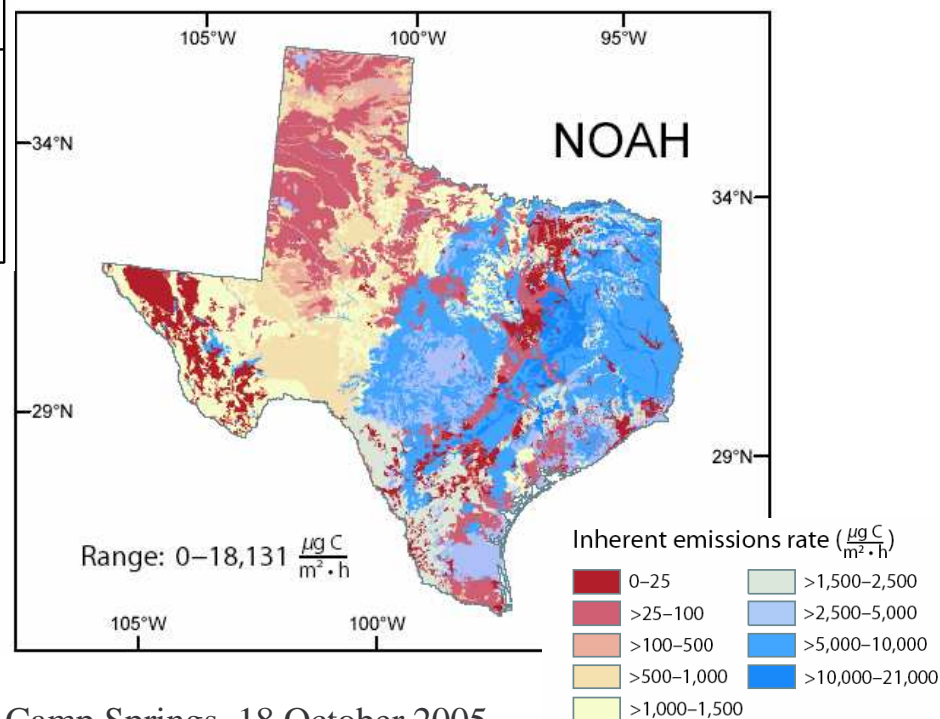 105°W 100°W 95°W
34°N
NOAH
34°N
29°N
29°N
Range: 0–18,131 μg C / m² • h
105°W 100°W
Inherent emissions rate (μg C / m² • h)
0–25
>25–100
>100–500
>500–1,000
>1,000–1,500
>1,500–2,500
>2,500–5,000
>5,000–10,000
>10,000–21,000
Camp Springs, 18 October 2005